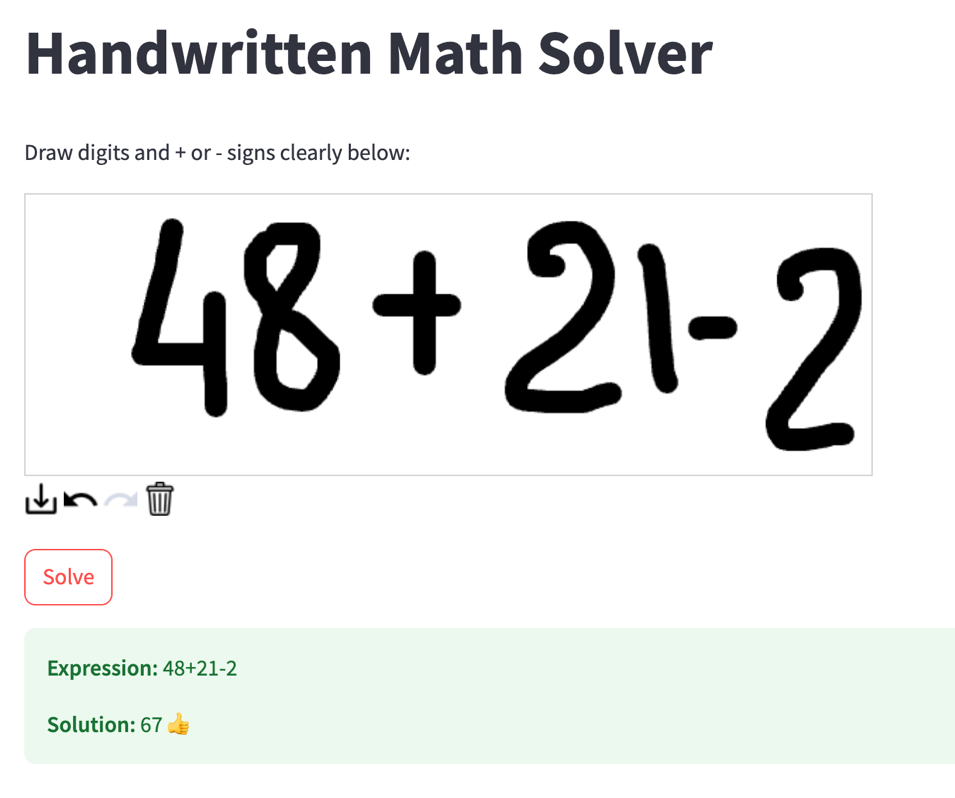 Handwritten Math Solver
Draw digits and + or - signs clearly below:
48+21-2
Solve
Expression: 48+21-2
Solution: 67 👍